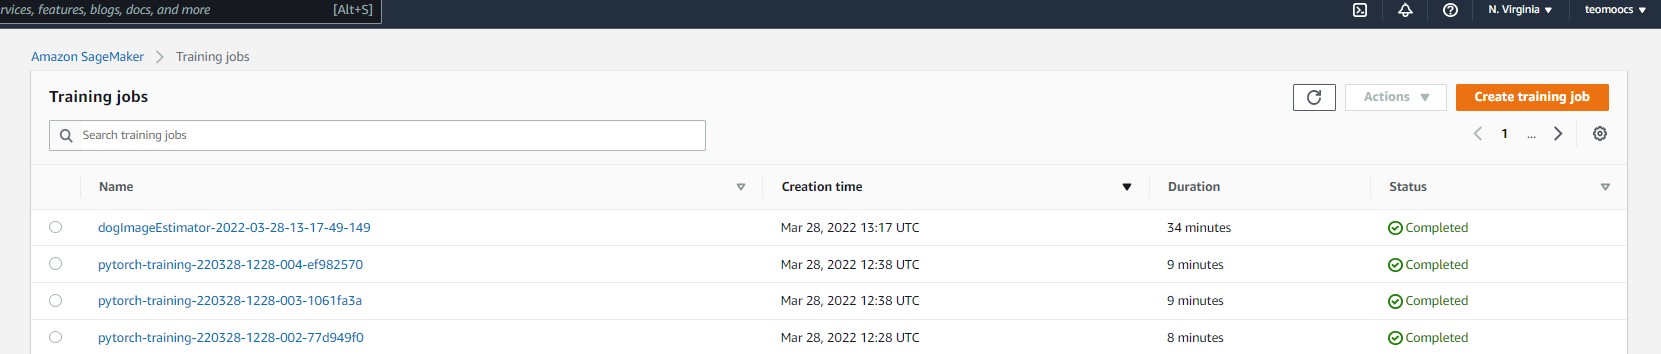 rvices, features, blogs, docs, and more [Alt+S] N. Virginia teomoocs
Amazon SageMaker Training jobs
Training jobs Actions Create training job
Search training jobs 1 ...
Name Creation time Duration Status
dogImageEstimator-2022-03-28-13-17-49-149 Mar 28, 2022 13:17 UTC 34 minutes Completed
pytorch-training-220328-1228-004-ef982570 Mar 28, 2022 12:38 UTC 9 minutes Completed
pytorch-training-220328-1228-003-1061fa3a Mar 28, 2022 12:38 UTC 9 minutes Completed
pytorch-training-220328-1228-002-77d949f0 Mar 28, 2022 12:28 UTC 8 minutes Completed